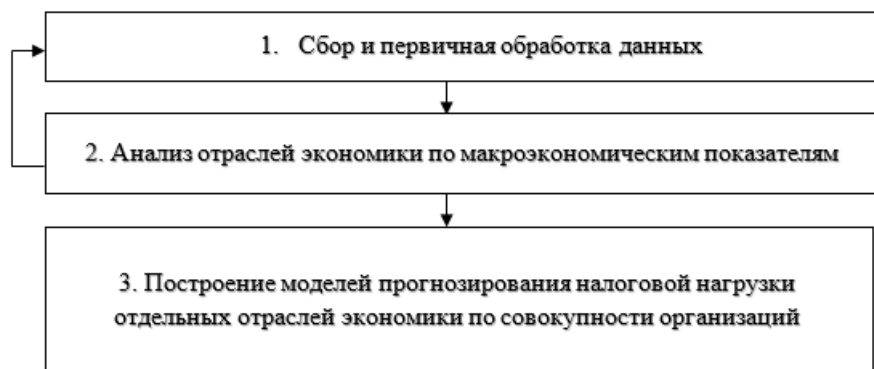 1. Сбор и первичная обработка данных
2. Анализ отраслей экономики по макроэкономическим показателям
3. Построение моделей прогнозирования налоговой нагрузки
отдельных отраслей экономики по совокупности организаций